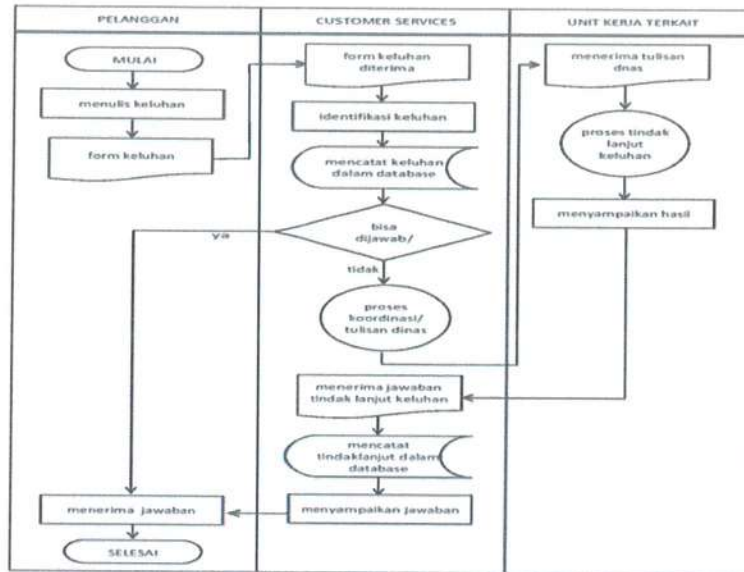 PELANGGAN
CUSTOMER SERVICES
UNIT KERJA TERKAIT
MULAI
menulis keluhan
form keluhan
form keluhan
diterima
identifikasi keluhan
mencatat keluhan
dalam database
bisa
dijawab/
ya
tidak
proses
koordinasi/
tulisan dinas
menerima tulisan
dnas
proses tindak
lanjut
keluhan
menyampaikan hasil
menerima jawaban
tindak lanjut keluhan
mencatat
tindaklanjut dalam
database
menyampaikan jawaban
menerima jawaban
SELESAI